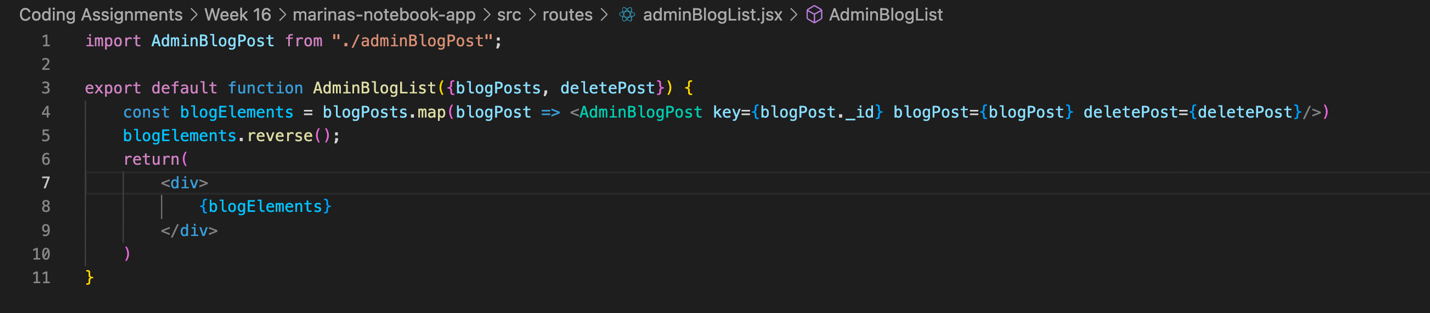 Coding Assignments > Week 16 > marinas-notebook-app > src > routes > adminBlogList.jsx > AdminBlogList
1 import AdminBlogPost from "./adminBlogPost";
2
3 export default function AdminBlogList({blogPosts, deletePost}) {
4     const blogElements = blogPosts.map(blogPost => <AdminBlogPost key={blogPost._id} blogPost={blogPost} deletePost={deletePost}/>)
5     blogElements.reverse();
6     return(
7         <div>
8             {blogElements}
9         </div>
10     )
11 }